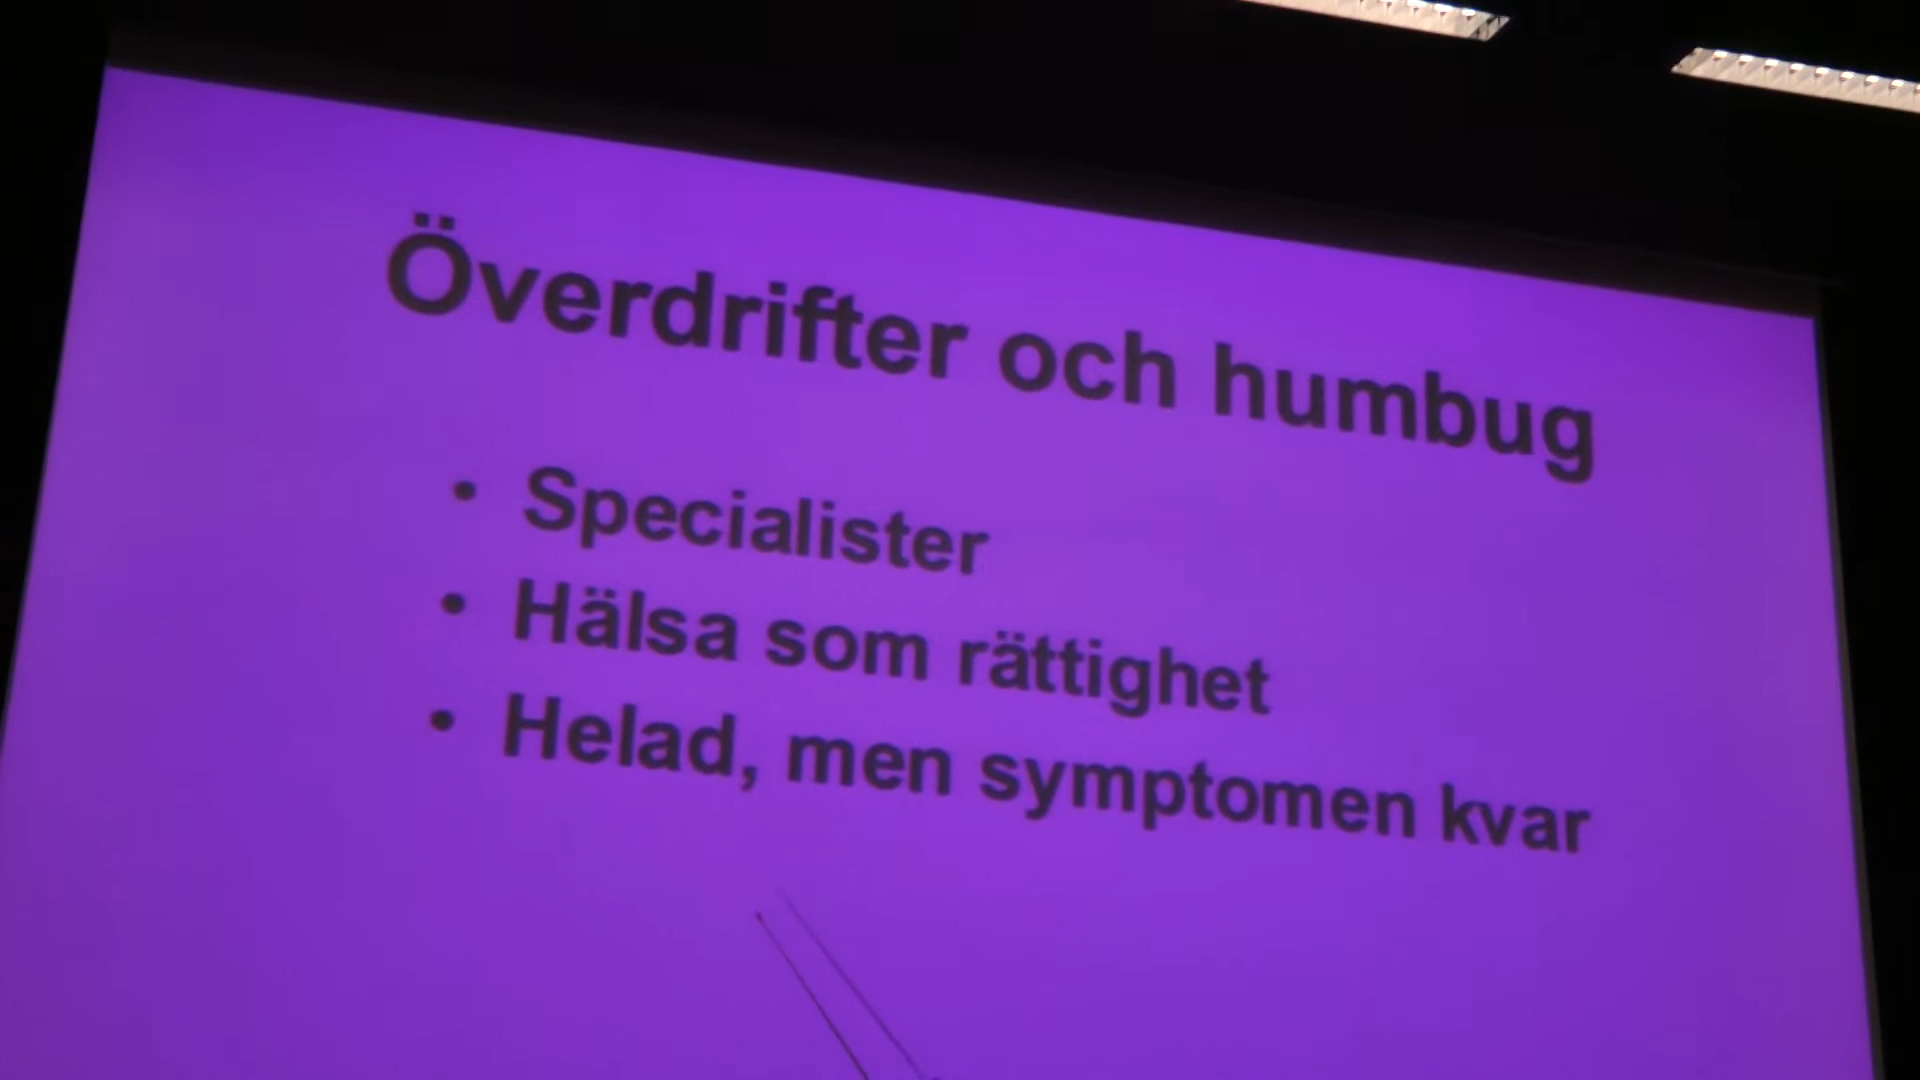 Överdrifter och humbug
• Specialister
• Hälsa som rättighet
• Helad, men symptomen kvar